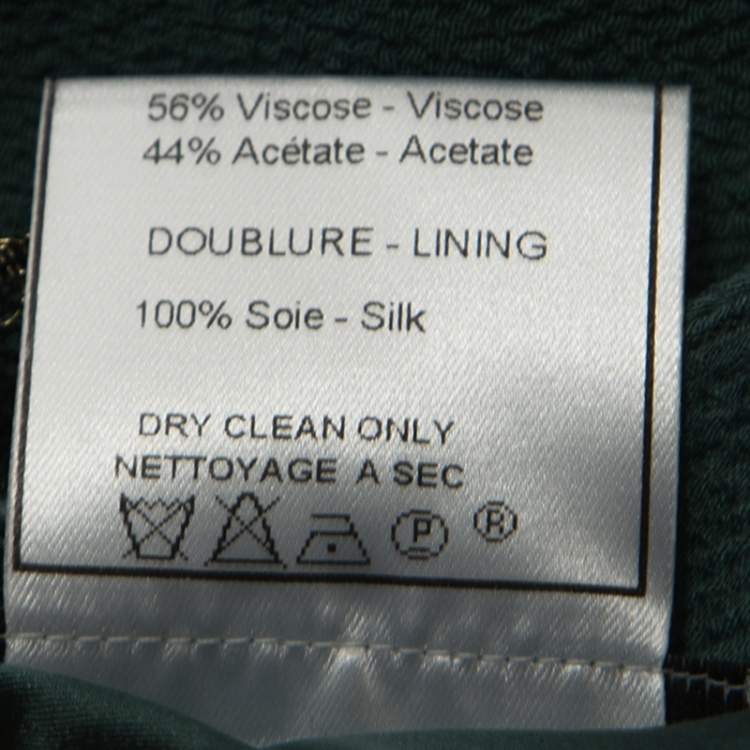 56% Viscose - Viscose
44% Acétate - Acetate
DOUBLURE - LINING
100% Soie - Silk
DRY CLEAN ONLY
NETTOYAGE A SEC
P ®